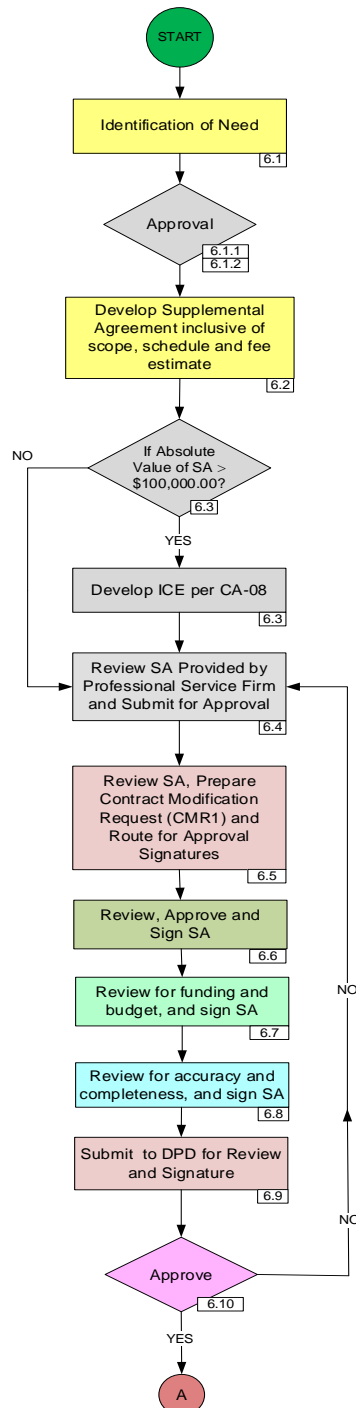 START
Identification of Need
6.1
Approval
6.1.1
6.1.2
Develop Supplemental
Agreement inclusive of
scope, schedule and fee
estimate
6.2
If Absolute
Value of SA >
$100,000.00?
6.3
NO
YES
Develop ICE per CA-08
6.3
Review SA Provided by
Professional Service Firm
and Submit for Approval
6.4
Review SA, Prepare
Contract Modification
Request (CMR1) and
Route for Approval
Signatures
6.5
Review, Approve and
Sign SA
6.6
Review for funding and
budget, and sign SA
6.7
NO
Review for accuracy and
completeness, and sign SA
6.8
Submit to DPD for Review
and Signature
6.9
NO
Approve
6.10
YES
A